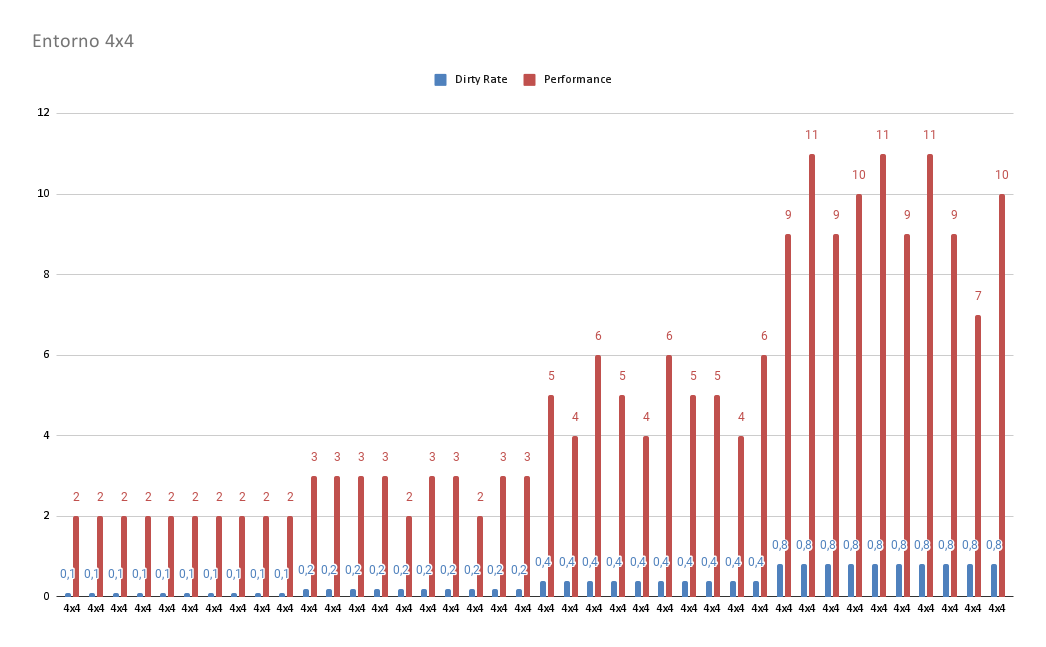 Entorno 4x4
Dirty Rate Performance
12
10
8
6
4
2
0
2 2 2 2 2 2 2 2 2 2 3 3 3 3 2 3 3 2 3 3 5 4 6 5 4 6 5 5 4 6 9 11 9 10 11 9 11 9 7 10
0,1 0,1 0,1 0,1 0,1 0,1 0,1 0,1 0,1 0,1 0,2 0,2 0,2 0,2 0,2 0,2 0,2 0,2 0,2 0,2 0,4 0,4 0,4 0,4 0,4 0,4 0,4 0,4 0,4 0,4 0,8 0,8 0,8 0,8 0,8 0,8 0,8 0,8 0,8 0,8
4x4 4x4 4x4 4x4 4x4 4x4 4x4 4x4 4x4 4x4 4x4 4x4 4x4 4x4 4x4 4x4 4x4 4x4 4x4 4x4 4x4 4x4 4x4 4x4 4x4 4x4 4x4 4x4 4x4 4x4 4x4 4x4 4x4 4x4 4x4 4x4 4x4 4x4 4x4 4x4